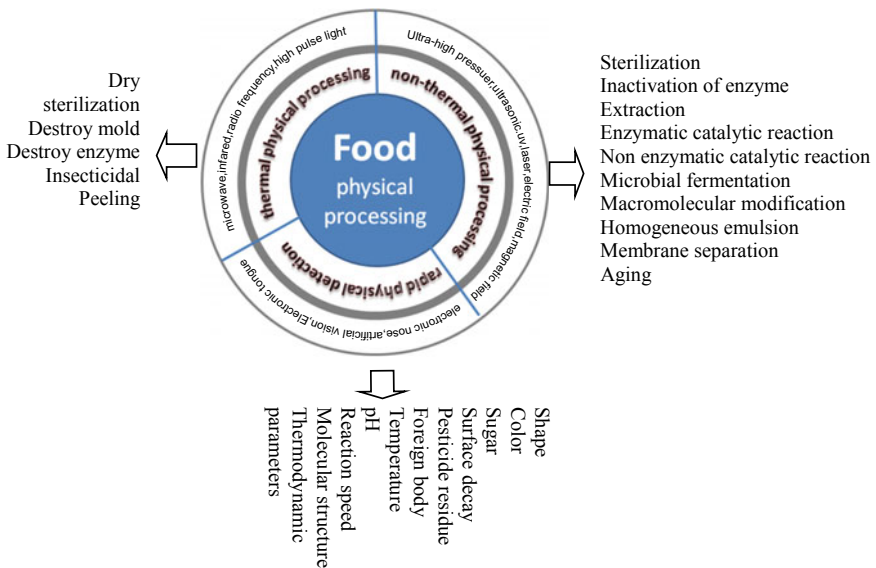 microwave,infared,radio frequency,high pulse light
Ultra-high pressuer,ultrasonic,uv,laser,electric field,magnetic field
thermal physical processing
non-thermal physical processing
Food
physical
processing
rapid physical detection
electronic nose,artificial vision,Electronic tongue
Dry
sterilization
Destroy mold
Destroy enzyme
Insecticidal
Peeling
Sterilization
Inactivation of enzyme
Extraction
Enzymatic catalytic reaction
Non enzymatic catalytic reaction
Microbial fermentation
Macromolecular modification
Homogeneous emulsion
Membrane separation
Aging
Shape
Color
Sugar
Surface decay
Pesticide residue
Foreign body
Temperature
pH
Reaction speed
Molecular structure
Thermodynamic
parameters